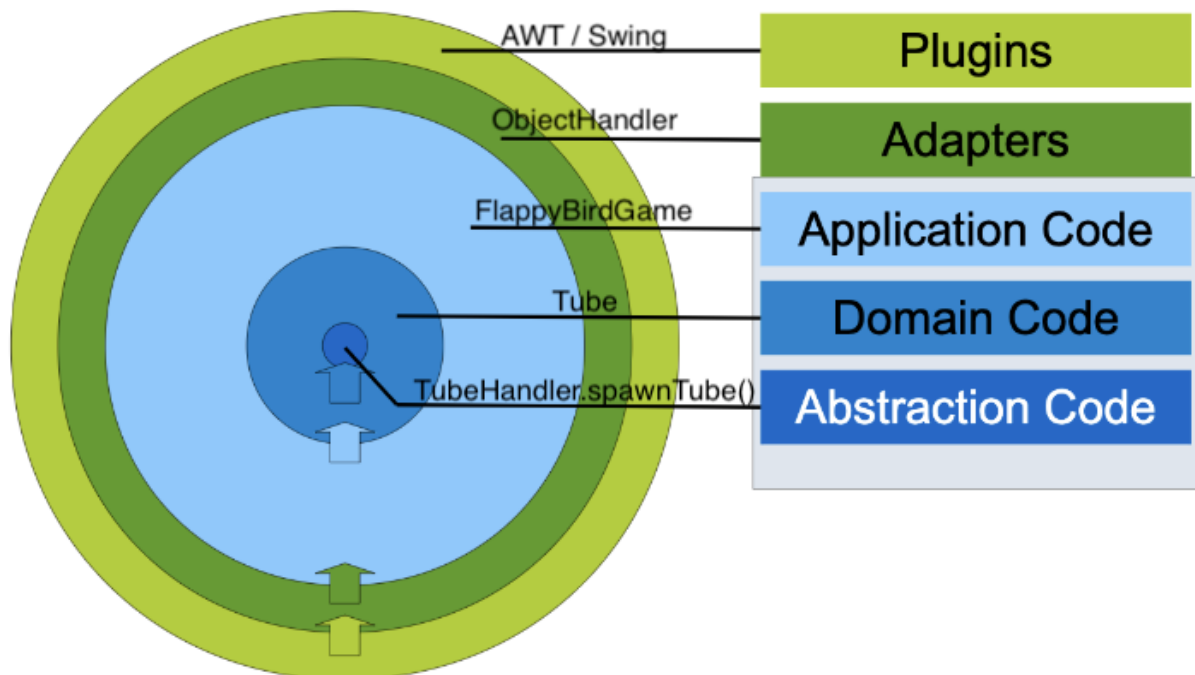 AWT / Swing
Plugins
ObjectHandler
Adapters
FlappyBirdGame
Application Code
Tube
Domain Code
TubeHandler.spawnTube()
Abstraction Code